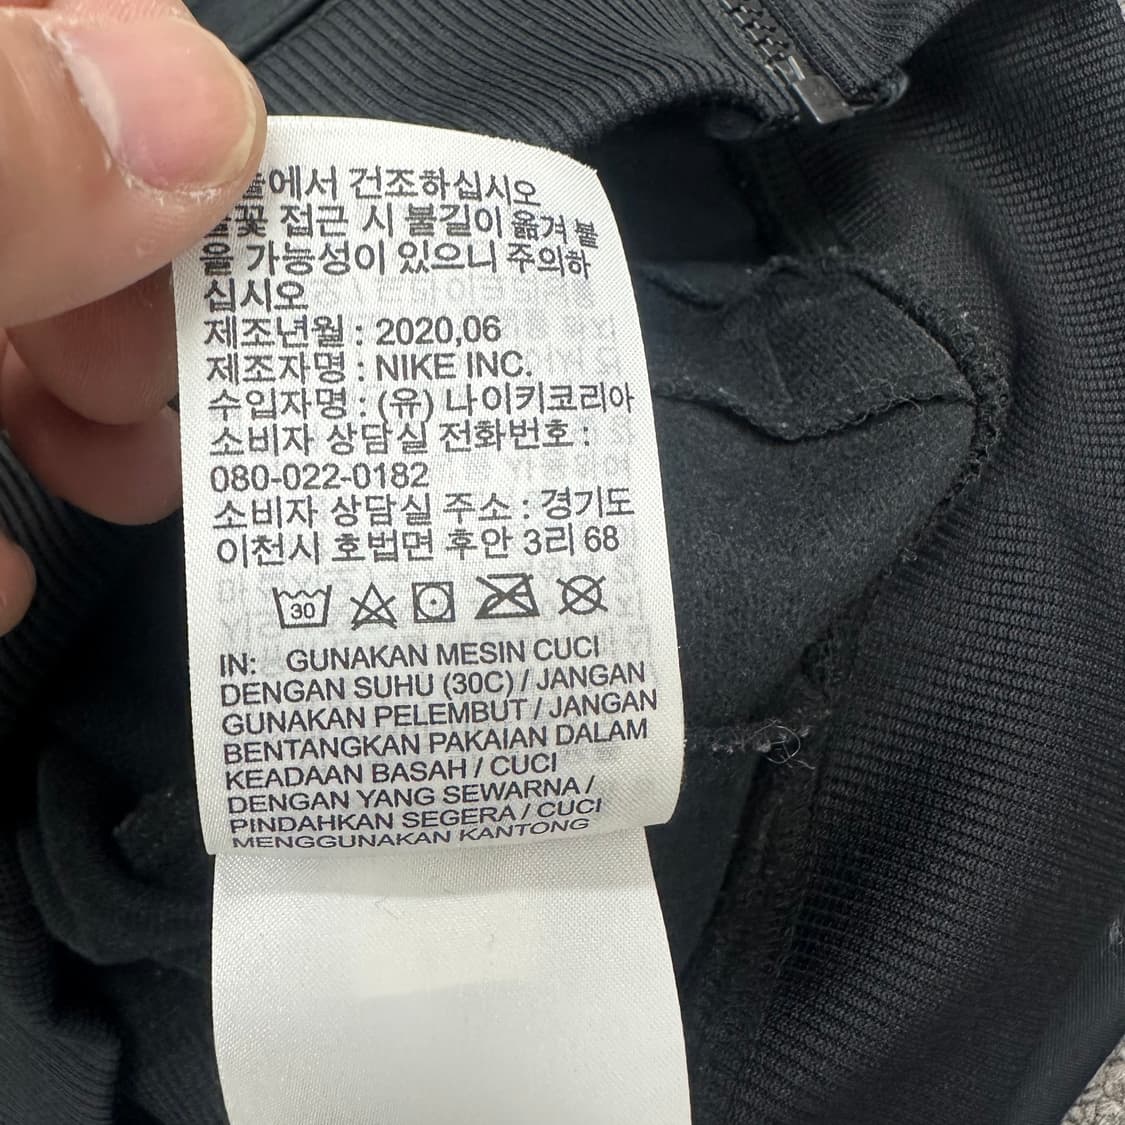 에서 건조하십시오
불꽃 접근 시 불길이 옮겨 붙
을 가능성이 있으니 주의하
십시오
제조년월 : 2020,06
제조자명 : NIKE INC.
수입자명 : (유) 나이키코리아
소비자 상담실 전화번호 :
080-022-0182
소비자 상담실 주소 : 경기도
이천시 호법면 후안 3리 68
30
IN: GUNAKAN MESIN CUCI
DENGAN SUHU (30C) / JANGAN
GUNAKAN PELEMBUT / JANGAN
BENTANGKAN PAKAIAN DALAM
KEADAAN BASAH / CUCI
DENGAN YANG SEWARNA /
PINDAHKAN SEGERA / CUCI
MENGGUNAKAN KANTONG